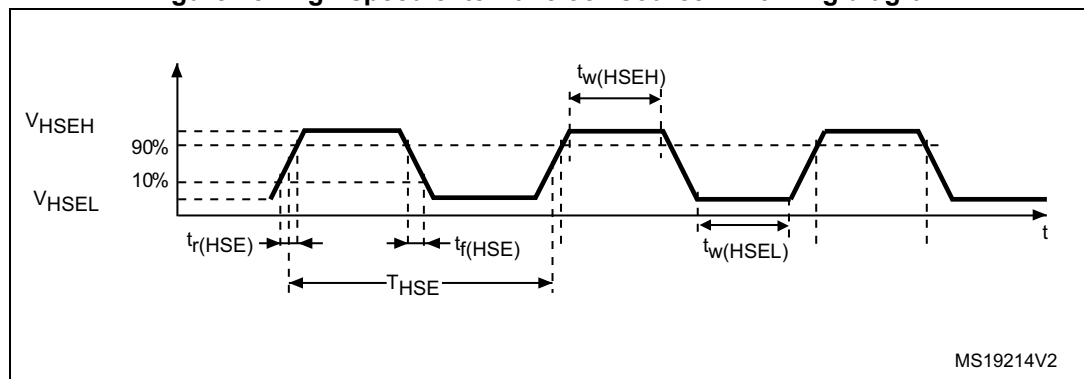 tw(HSEH)
VHSEH
90%
10%
VHSEL
tr(HSE)
tf(HSE)
tw(HSEL)
t
THSE
MS19214V2